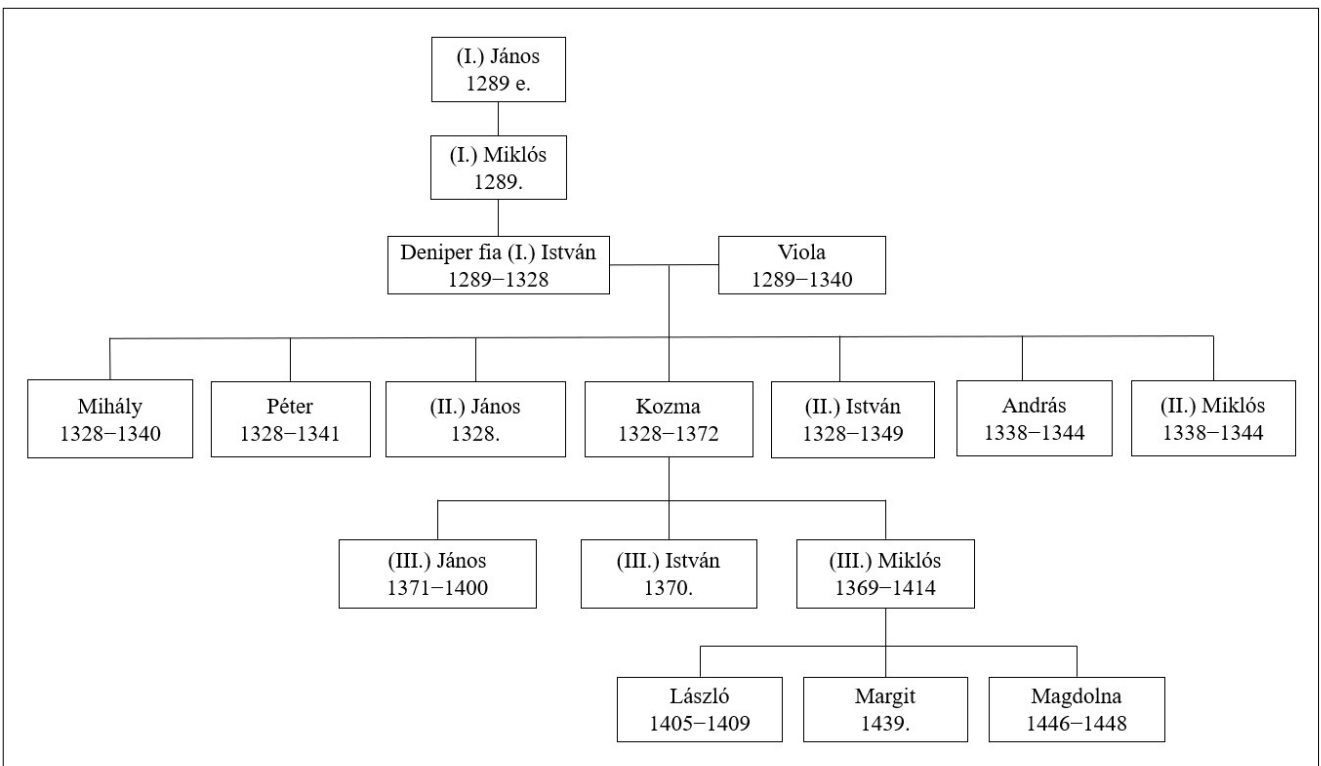 (I.) János
1289 e.
(I.) Miklós
1289.
Deniper fia (I.) István
1289−1328
Viola
1289−1340
Mihály
1328−1340
Péter
1328−1341
(II.) János
1328.
Kozma
1328−1372
(II.) István
1328−1349
András
1338−1344
(II.) Miklós
1338−1344
(III.) János
1371−1400
(III.) István
1370.
(III.) Miklós
1369−1414
László
1405−1409
Margit
1439.
Magdolna
1446−1448